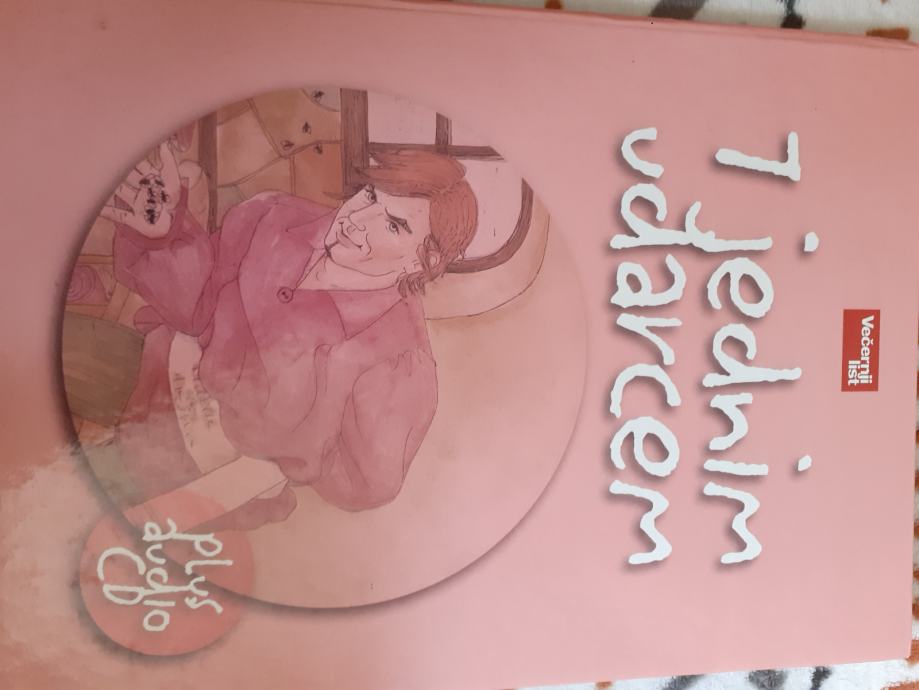 Večernji
list
7 jednim
udarcem
plus
audio
CD